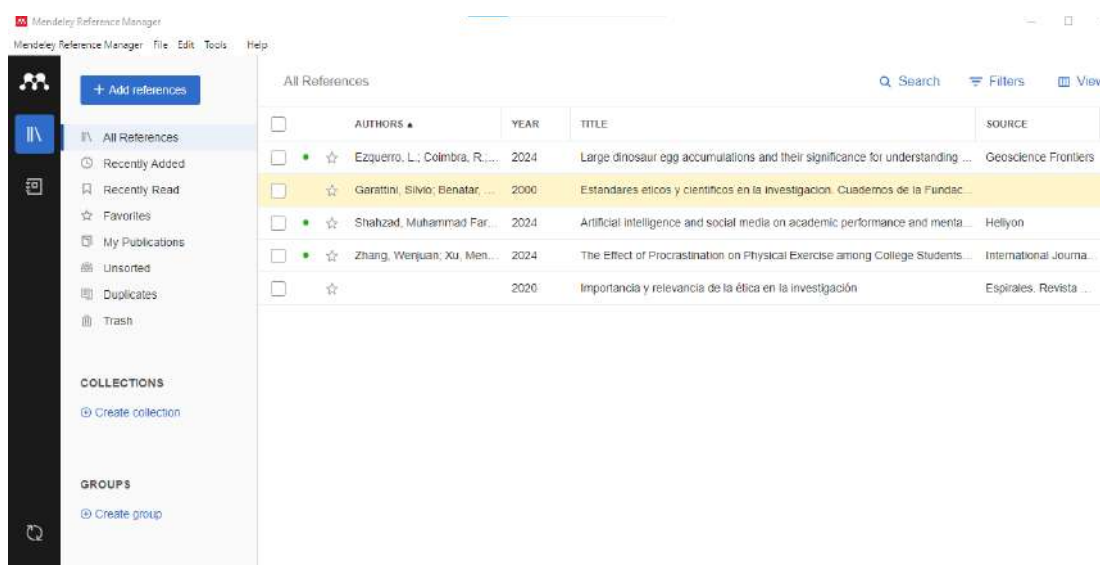 Mendeley Reference Manager
Mendeley Reference Manager File Edit Tools Help
+ Add references
All References
Recently Added
Recently Read
Favorites
My Publications
Unsorted
Duplicates
Trash
COLLECTIONS
Create collection
GROUPS
Create group
All References
Search Filters View
AUTHORS YEAR TITLE SOURCE
Ezquerro, L.; Coimbra, R.;... 2024 Large dinosaur egg accumulations and their significance for understanding ... Geoscience Frontiers
Garattini, Silvio; Benatar, ... 2000 Estandares eticos y cientificos en la investigacion. Cuadernos de la Fundac...
Shahzad, Muhammad Far... 2024 Artificial intelligence and social media on academic performance and menta... Heliyon
Zhang, Wenjuan; Xu, Men... 2024 The Effect of Procrastination on Physical Exercise among College Students... International Journa...
2020 Importancia y relevancia de la ética en la investigación Espirales. Revista ...